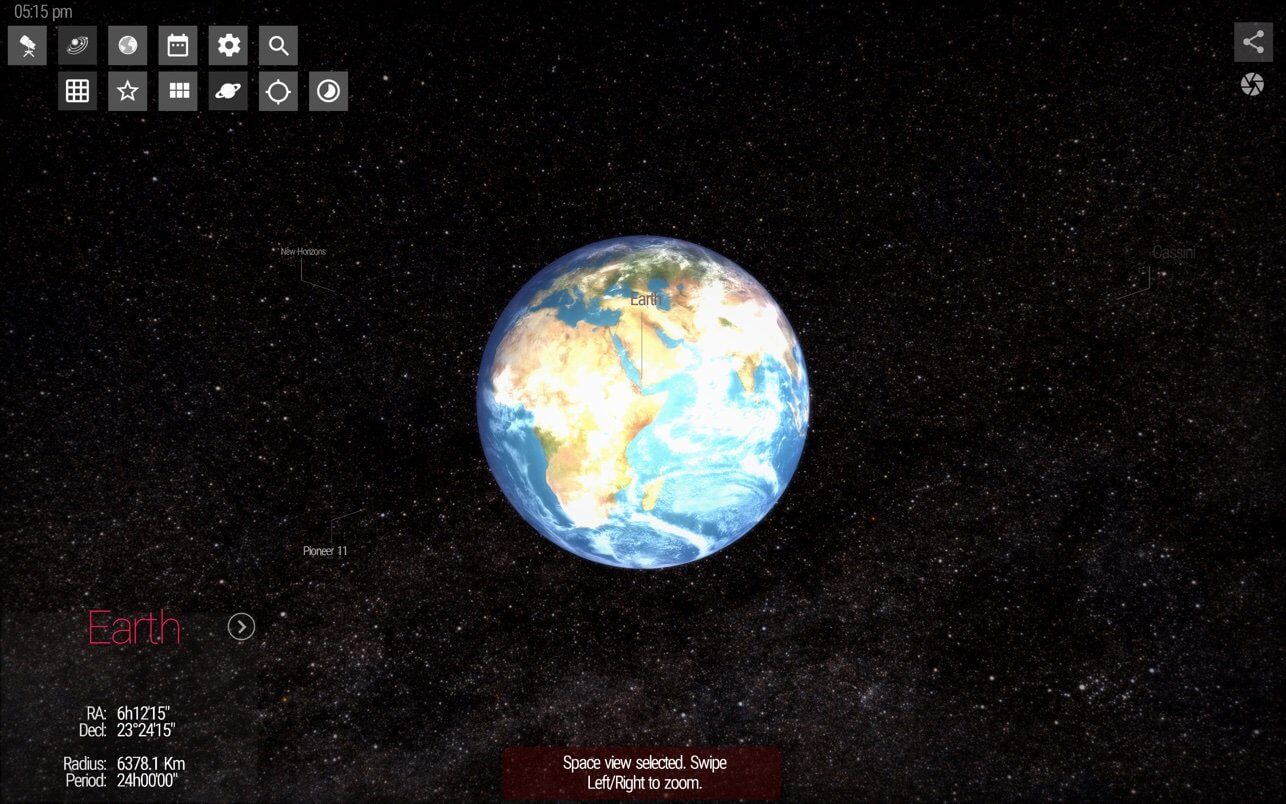 05:15 pm
New Horizons
Cassini
Earth
Pioneer 11
Earth
RA: 6h12'15"
Decl: 23°24'15"
Radius: 6378.1 Km
Period: 24h00'00"
Space view selected. Swipe
Left/Right to zoom.